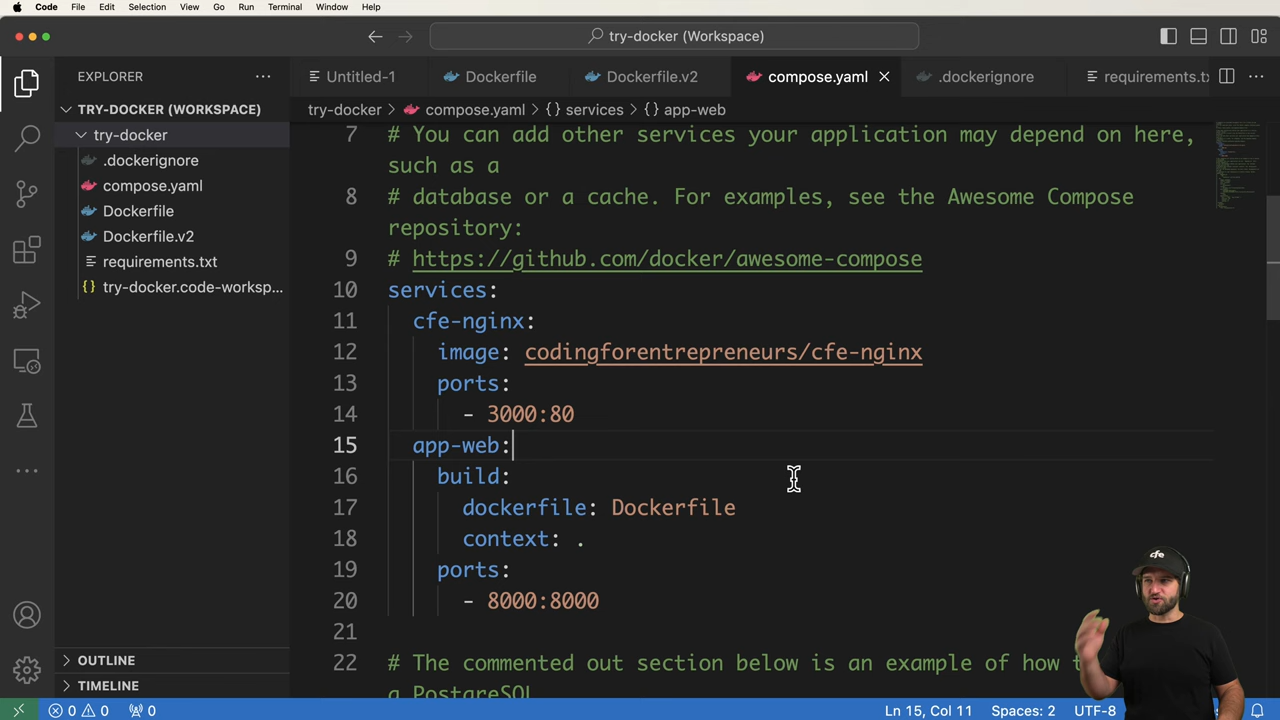 Code File Edit Selection View Go Run Terminal Window Help
try-docker (Workspace)
EXPLORER
Untitled-1 Dockerfile Dockerfile.v2 compose.yaml .dockerignore requirements.tx
TRY-DOCKER (WORKSPACE)
try-docker
.dockerignore
compose.yaml
Dockerfile
Dockerfile.v2
requirements.txt
{} try-docker.code-worksp...
OUTLINE
TIMELINE
try-docker > compose.yaml > {} services > {} app-web
7 # You can add other services your application may depend on here,
such as a
8 # database or a cache. For examples, see the Awesome Compose
repository:
9 # https://github.com/docker/awesome-compose
10 services:
11 cfe-nginx:
12 image: codingforentrepreneurs/cfe-nginx
13 ports:
14 - 3000:80
15 app-web:
16 build:
17 dockerfile: Dockerfile
18 context: .
19 ports:
20 - 8000:8000
21
22 # The commented out section below is an example of how t
a PostgreSQL
cfe
0 0 0 Ln 15, Col 11 Spaces: 2 UTF-8